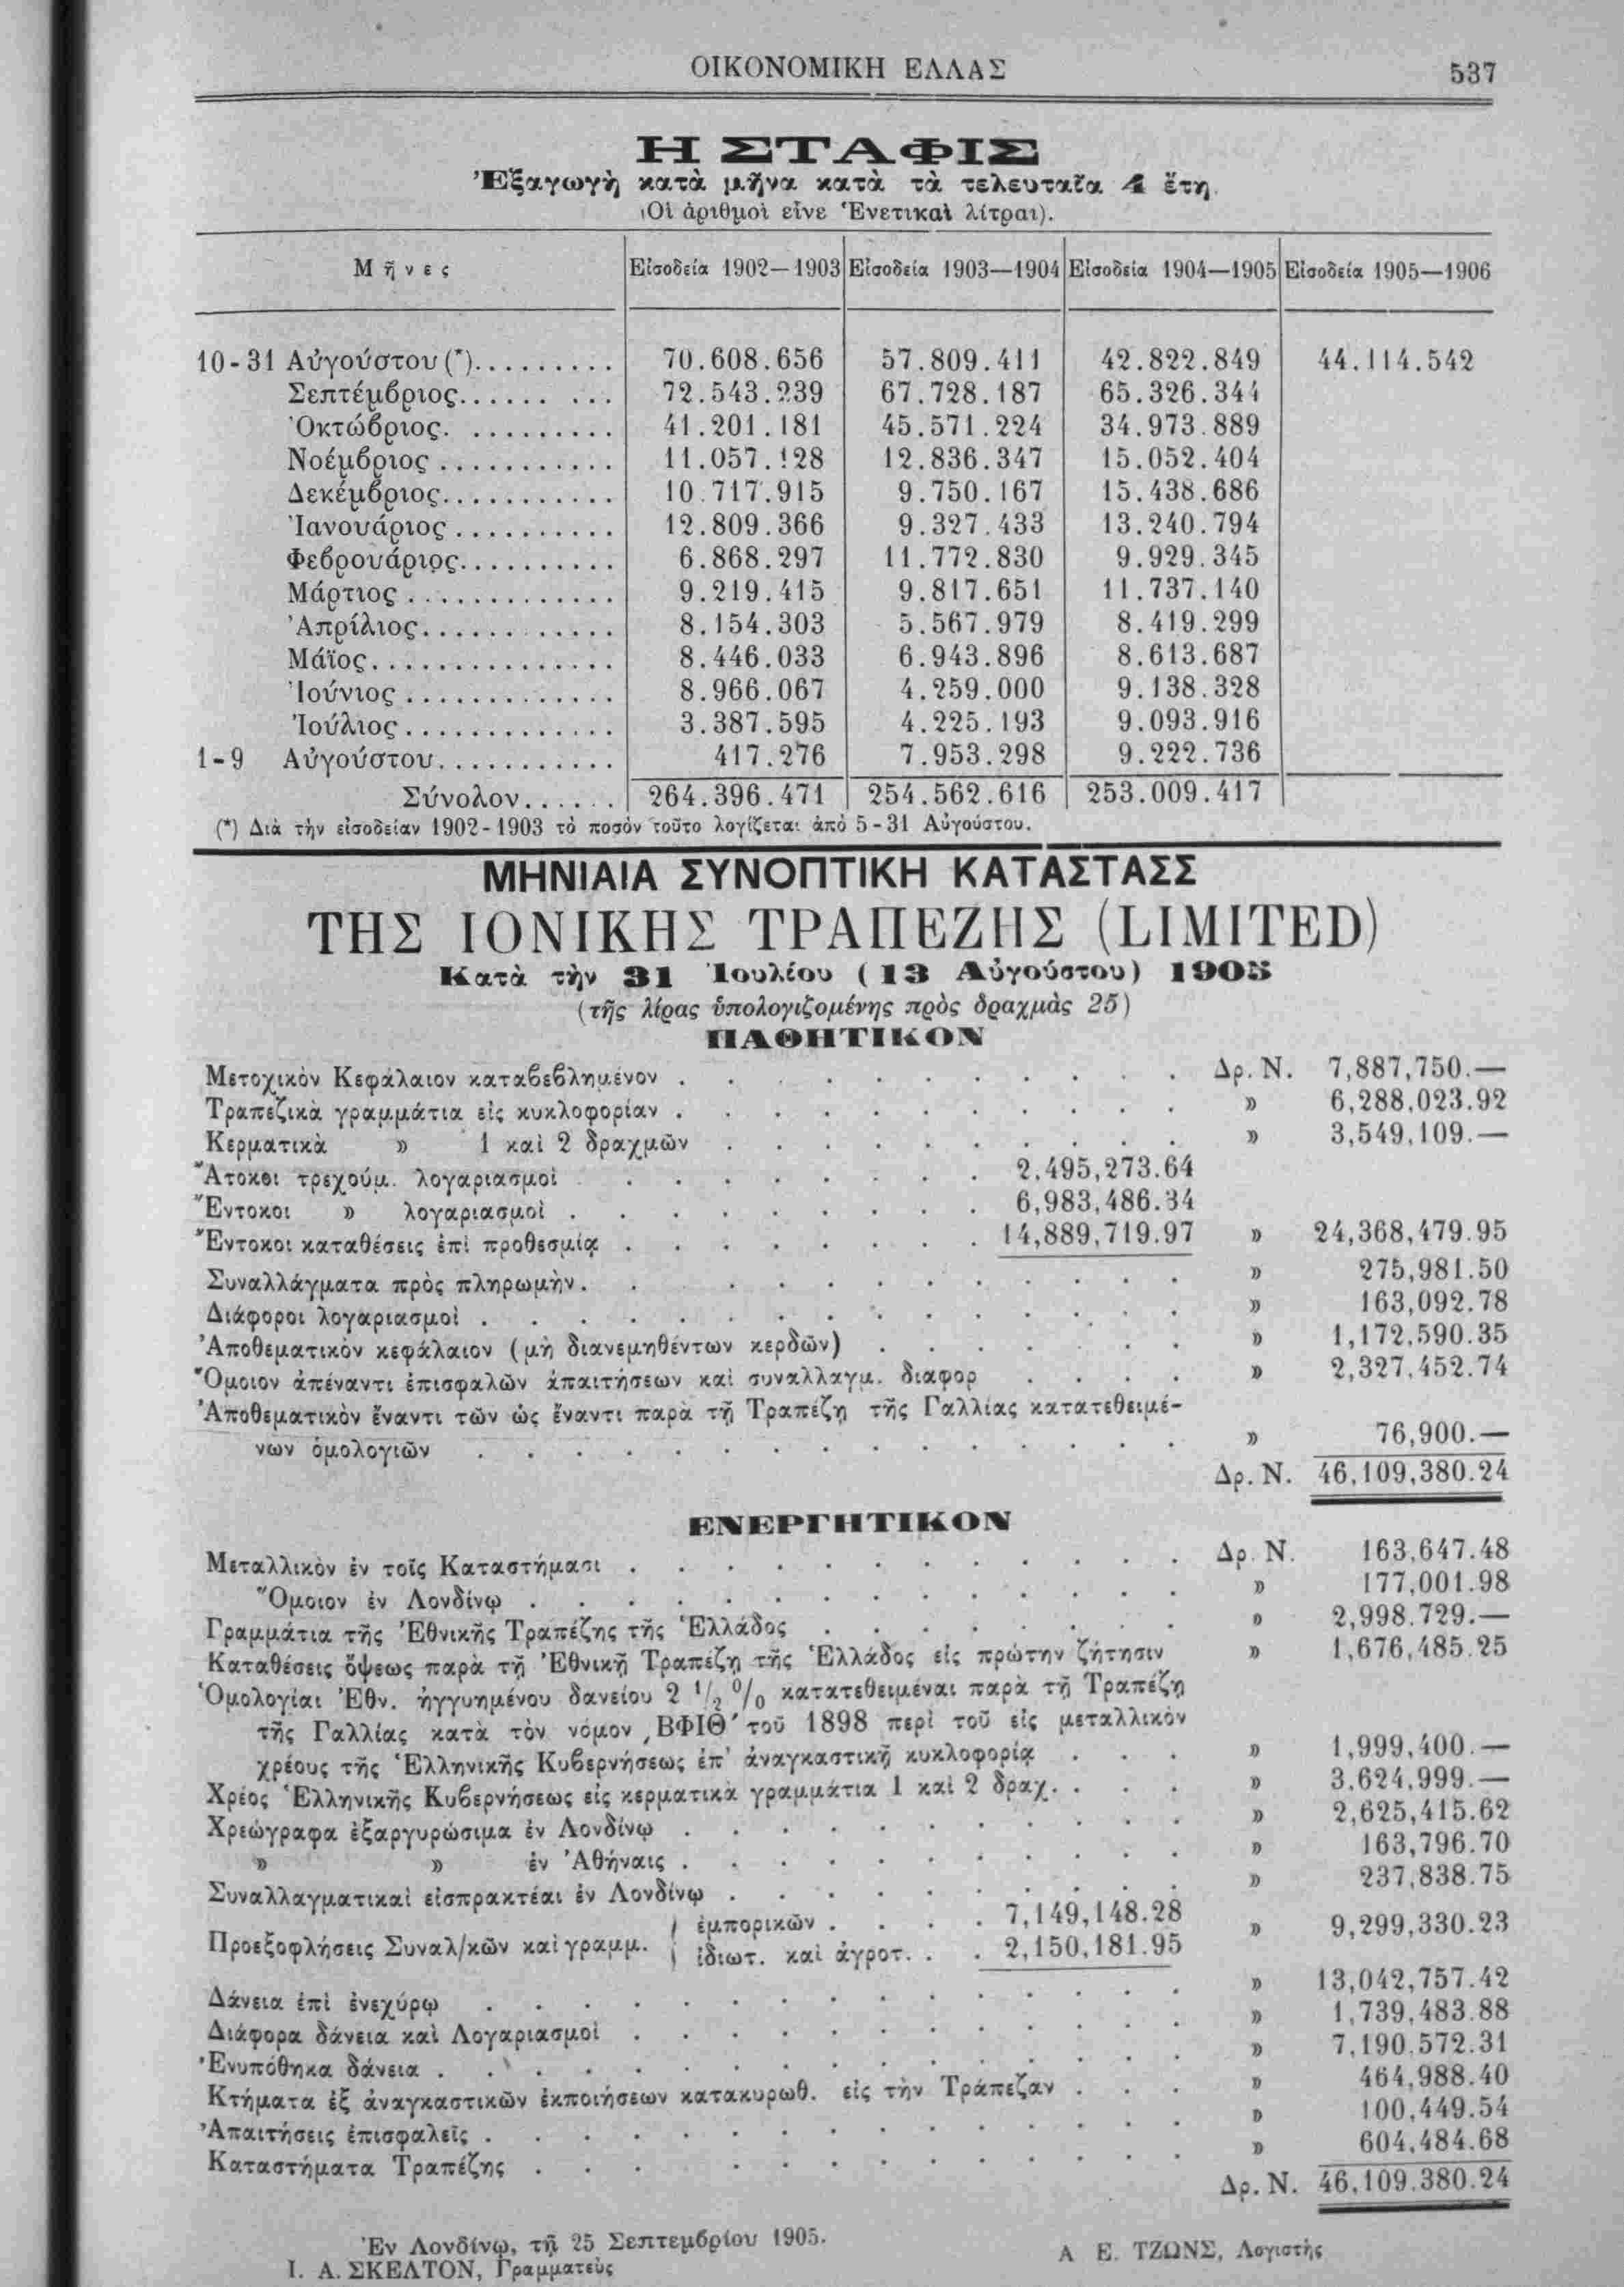 ΟΙΚΟΝΟΜΙΚΗ ΕΛΛΑΣ 537
Η ΣΤΑΦΙΣ
Ἐξαγωγὴ κατὰ μῆνα κατὰ τὰ τελευταῖα 4 ἔτη.
(Οἱ ἀριθμοὶ εἶνε Ἑνετικαὶ λίτραι).
Μῆνες Εἰσοδεία 1902—1903 Εἰσοδεία 1903—1904 Εἰσοδεία 1904—1905 Εἰσοδεία 1905—1906
10-31 Αὐγούστου (*)......... 70.608.656 57.809.411 42.822.849 44.114.542
Σεπτέμβριος...... ... 72.543.239 67.728.187 65.326.344
Ὀκτώβριος. ......... 41.201.181 45.571.224 34.973.889
Νοέμβριος ........... 11.057.128 12.836.347 15.052.404
Δεκέμβριος........... 10.717.915 9.750.167 15.438.686
Ἰανουάριος .......... 12.809.366 9.327.433 13.240.794
Φεβρουάριος.......... 6.868.297 11.772.830 9.929.345
Μάρτιος ............. 9.219.415 9.817.651 11.737.140
Ἀπρίλιος............. 8.154.303 5.567.979 8.419.299
Μάϊος............... 8.446.033 6.943.896 8.613.687
Ἰούνιος ............. 8.966.067 4.259.000 9.138.328
Ἰούλιος ............. 3.387.595 4.225.193 9.093.916
1-9 Αὐγούστου........... 417.276 7.953.298 9.222.736
Σύνολον...... 264.396.471 254.562.616 253.009.417
(*) Διὰ τὴν εἰσοδείαν 1902-1903 τὸ ποσόν τοῦτο λογίζεται ἀπό 5-31 Αὐγούστου.
ΜΗΝΙΑΙΑ ΣΥΝΟΠΤΙΚΗ ΚΑΤΑΣΤΑΣΣ
ΤΗΣ ΙΟΝΙΚΗΣ ΤΡΑΠΕΖΗΣ (LIMITED)
Κατὰ τὴν 31 Ἰουλίου (13 Αὐγούστου) 1905
(τῆς λίρας ὑπολογιζομένης πρὸς δραχμὰς 25)
ΠΑΘΗΤΙΚΟΝ
Μετοχικὸν Κεφάλαιον καταβεβλημένον . Δρ. Ν. 7,887,750.—
Τραπεζικὰ γραμμάτια εἰς κυκλοφορίαν . » 6,288,023.92
Κερματικὰ » 1 καὶ 2 δραχμῶν . » 3,549,109.—
Ἄτοκοι τρεχούμ. λογαριασμοὶ . 2,495,273.64
Ἔντοκοι » λογαριασμοὶ . 6,983,486.34
Ἔντοκοι καταθέσεις ἐπὶ προθεσμίᾳ . 14,889,719.97 » 24,368,479.95
Συναλλάγματα πρὸς πληρωμὴν. » 275,981.50
Διάφοροι λογαριασμοὶ . » 163,092.78
Ἀποθεματικὸν κεφάλαιον (μὴ διανεμηθέντων κερδῶν) . » 1,172,590.35
Ὅμοιον ἀπέναντι ἐπισφαλῶν ἀπαιτήσεων καὶ συναλλαγμ. διαφορ . » 2,327,452.74
Ἀποθεματικὸν ἔναντι τῶν ὡς ἔναντι παρὰ τῇ Τραπέζῃ τῆς Γαλλίας κατατεθειμέ-
νων ὁμολογιῶν . » 76,900.—
Δρ. Ν. 46,109,380.24
ΕΝΕΡΓΗΤΙΚΟΝ
Μεταλλικὸν ἐν τοῖς Καταστήμασι . Δρ. Ν. 163,647.48
Ὅμοιον ἐν Λονδίνῳ . » 177,001.98
Γραμμάτια τῆς Ἐθνικῆς Τραπέζης τῆς Ἑλλάδος . » 2,998.729.—
Καταθέσεις ὄψεως παρὰ τῇ Ἐθνικῇ Τραπέζῃ τῆς Ἑλλάδος εἰς πρώτην ζήτησιν » 1,676,485.25
Ὁμολογίαι Ἐθν. ἠγγυημένου δανείου 2 1/2 0/0 κατατεθειμέναι παρὰ τῇ Τραπέζῃ
τῆς Γαλλίας κατὰ τὸν νόμον ͵ΒΦΙΘ΄ τοῦ 1898 περὶ τοῦ εἰς μεταλλικὸν
χρέους τῆς Ἑλληνικῆς Κυβερνήσεως ἐπ' ἀναγκαστικῇ κυκλοφορίᾳ . » 1,999,400.—
Χρέος Ἑλληνικῆς Κυβερνήσεως εἰς κερματικὰ γραμμάτια 1 καὶ 2 δραχ. . » 3,624,999.—
Χρεώγραφα ἐξαργυρώσιμα ἐν Λονδίνῳ . » 2,625,415.62
» » ἐν Ἀθήναις . » 163,796.70
Συναλλαγματικαὶ εἰσπρακτέαι ἐν Λονδίνῳ . » 237,838.75
Προεξοφλήσεις Συναλ/κῶν καὶ γραμμ. ἐμπορικῶν . 7,149,148.28
ἰδιωτ. καὶ ἀγροτ. . 2,150,181.95 » 9,299,330.23
Δάνεια ἐπὶ ἐνεχύρῳ . » 13,042,757.42
Διάφορα δάνεια καὶ Λογαριασμοὶ . » 1,739,483.88
Ἐνυπόθηκα δάνεια . » 7,190,572.31
Κτήματα ἐξ ἀναγκαστικῶν ἐκποιήσεων κατακυρωθ. εἰς τὴν Τράπεζαν . » 464,988.40
Ἀπαιτήσεις ἐπισφαλεῖς . » 100,449.54
Καταστήματα Τραπέζης . » 604,484.68
Δρ. Ν. 46,109,380.24
Ἐν Λονδίνῳ, τῇ 25 Σεπτεμβρίου 1905.
Ι. Α. ΣΚΕΛΤΟΝ, Γραμματεὺς
Α Ε. ΤΖΩΝΣ, Λογιστής